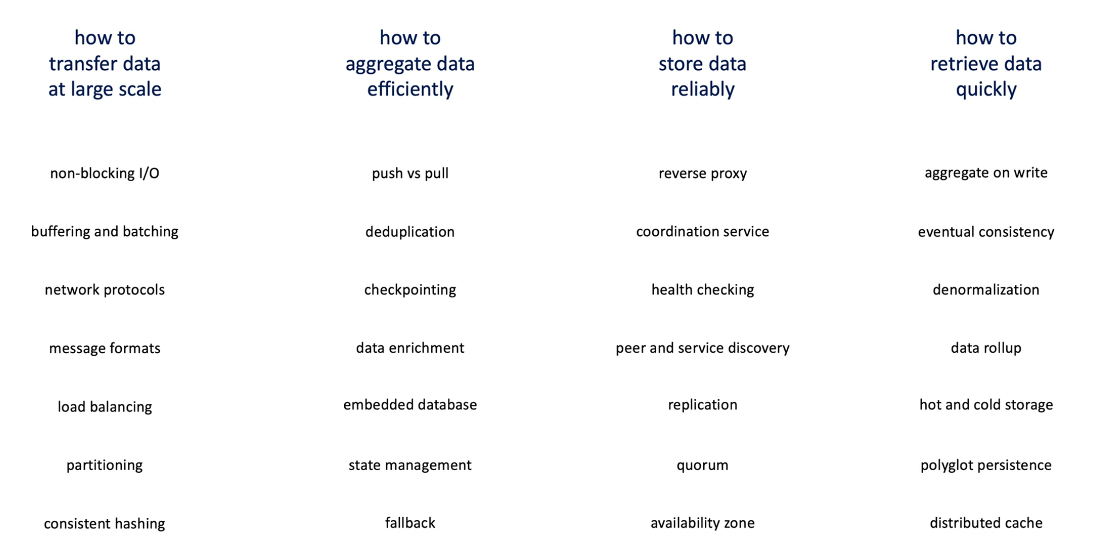 how to
transfer data
at large scale
how to
aggregate data
efficiently
how to
store data
reliably
how to
retrieve data
quickly
non-blocking I/O
push vs pull
reverse proxy
aggregate on write
buffering and batching
deduplication
coordination service
eventual consistency
network protocols
checkpointing
health checking
denormalization
message formats
data enrichment
peer and service discovery
data rollup
load balancing
embedded database
replication
hot and cold storage
partitioning
state management
quorum
polyglot persistence
consistent hashing
fallback
availability zone
distributed cache